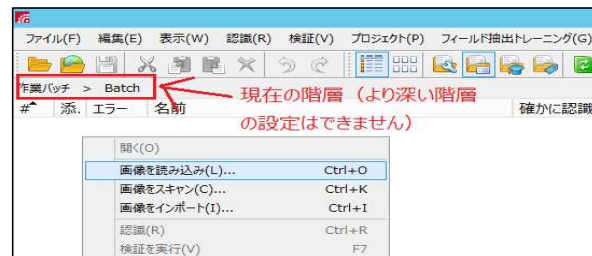 ファイル(F) 編集(E) 表示(W) 認識(R) 検証(V) プロジェクト(P) フィールド抽出トレーニング(G)
作業バッチ > Batch
現在の階層（より深い階層
の設定はできません）
# 添. エラー 名前 確かに認識
開く(O)
画像を読み込み(L)... Ctrl+O
画像をスキャン(C)... Ctrl+K
画像をインポート(I)... Ctrl+I
認識(R) Ctrl+R
検証を実行(V) F7